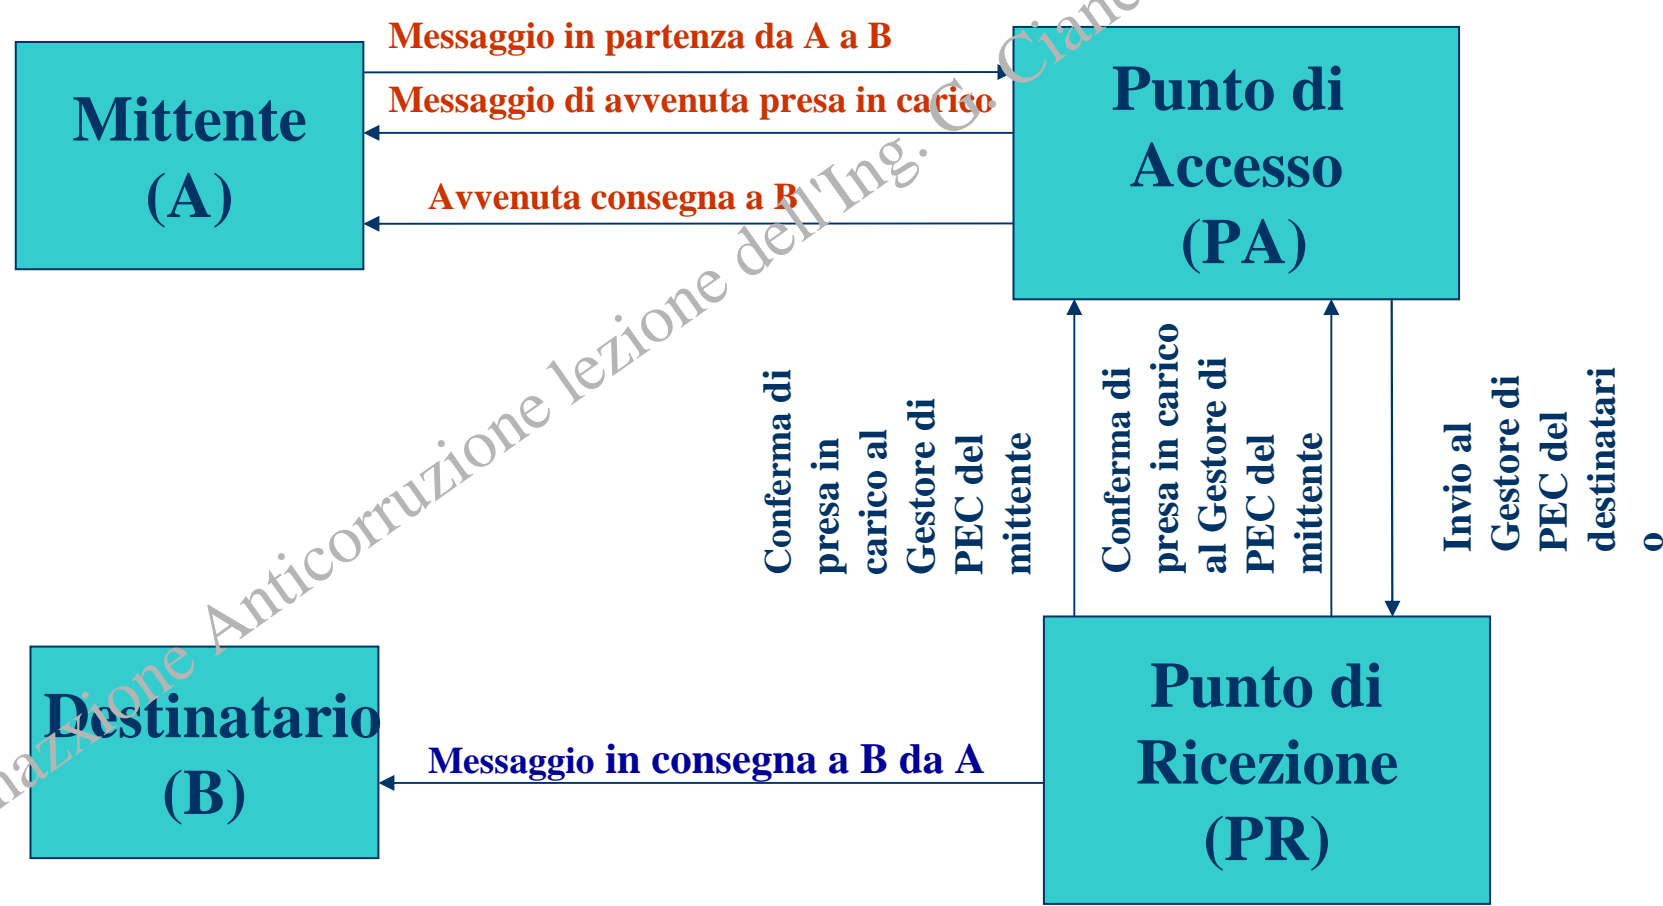 Messaggio in partenza da A a B
Messaggio di avvenuta presa in carico
Avvenuta consegna a B
Mittente
(A)
Punto di
Accesso
(PA)
Conferma di
presa in
carico al
Gestore di
PEC del
mittente
Conferma di
presa in carico
al Gestore di
PEC del
mittente
Invio al
Gestore di
PEC del
destinatari
o
Destinatario
(B)
Messaggio in consegna a B da A
Punto di
Ricezione
(PR)
Anticorruzione lezione dell'Ing. G.